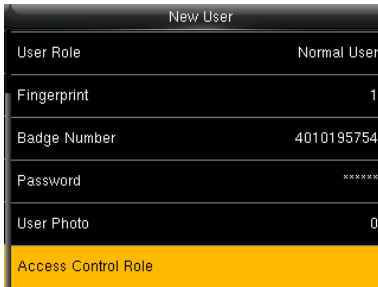 New User
User Role Normal User
Fingerprint 1
Badge Number 4010195754
Password ******
User Photo 0
Access Control Role